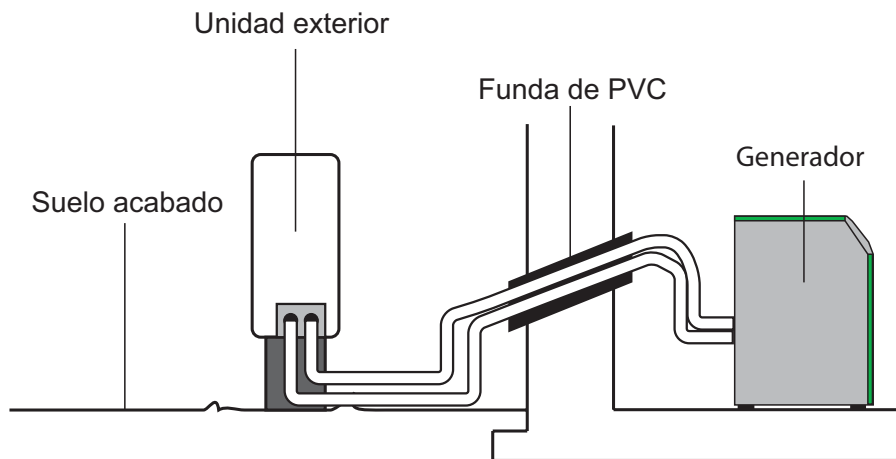 Unidad exterior
Funda de PVC
Generador
Suelo acabado